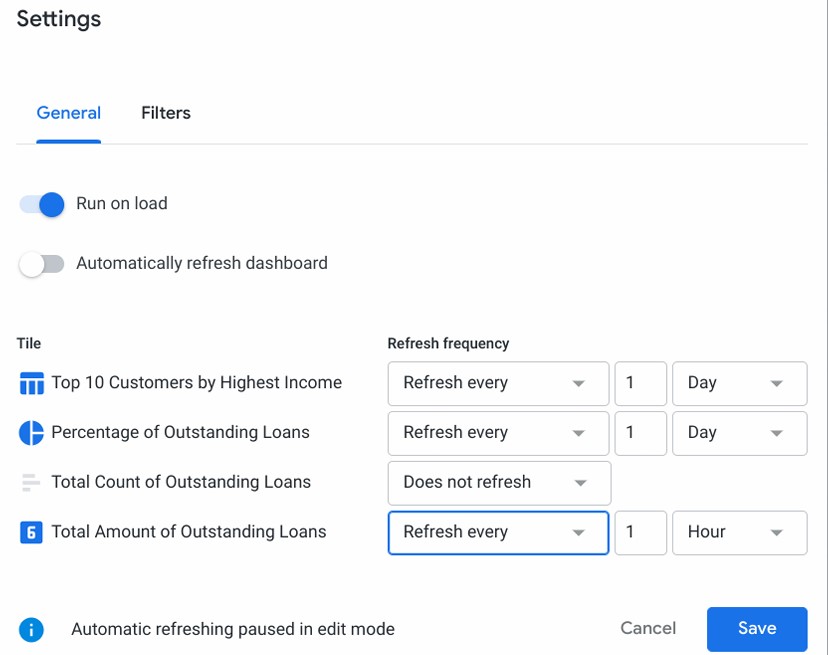 Settings
General Filters
Run on load
Automatically refresh dashboard
Tile Refresh frequency
Top 10 Customers by Highest Income Refresh every 1 Day
Percentage of Outstanding Loans Refresh every 1 Day
Total Count of Outstanding Loans Does not refresh
6 Total Amount of Outstanding Loans Refresh every 1 Hour
i Automatic refreshing paused in edit mode Cancel Save